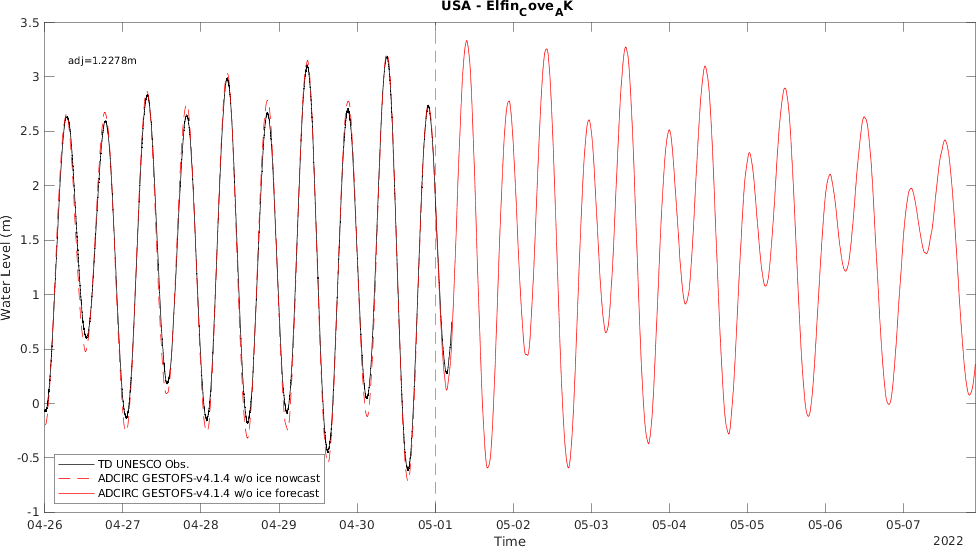 USA - ElfinCoveAK
adj=1.2278m
3.5
3
2.5
2
1.5
1
0.5
0
-0.5
-1
Water Level (m)
TD UNESCO Obs.
ADCIRC GESTOFS-v4.1.4 w/o ice nowcast
ADCIRC GESTOFS-v4.1.4 w/o ice forecast
04-26 04-27 04-28 04-29 04-30 05-01 05-02 05-03 05-04 05-05 05-06 05-07
Time
2022